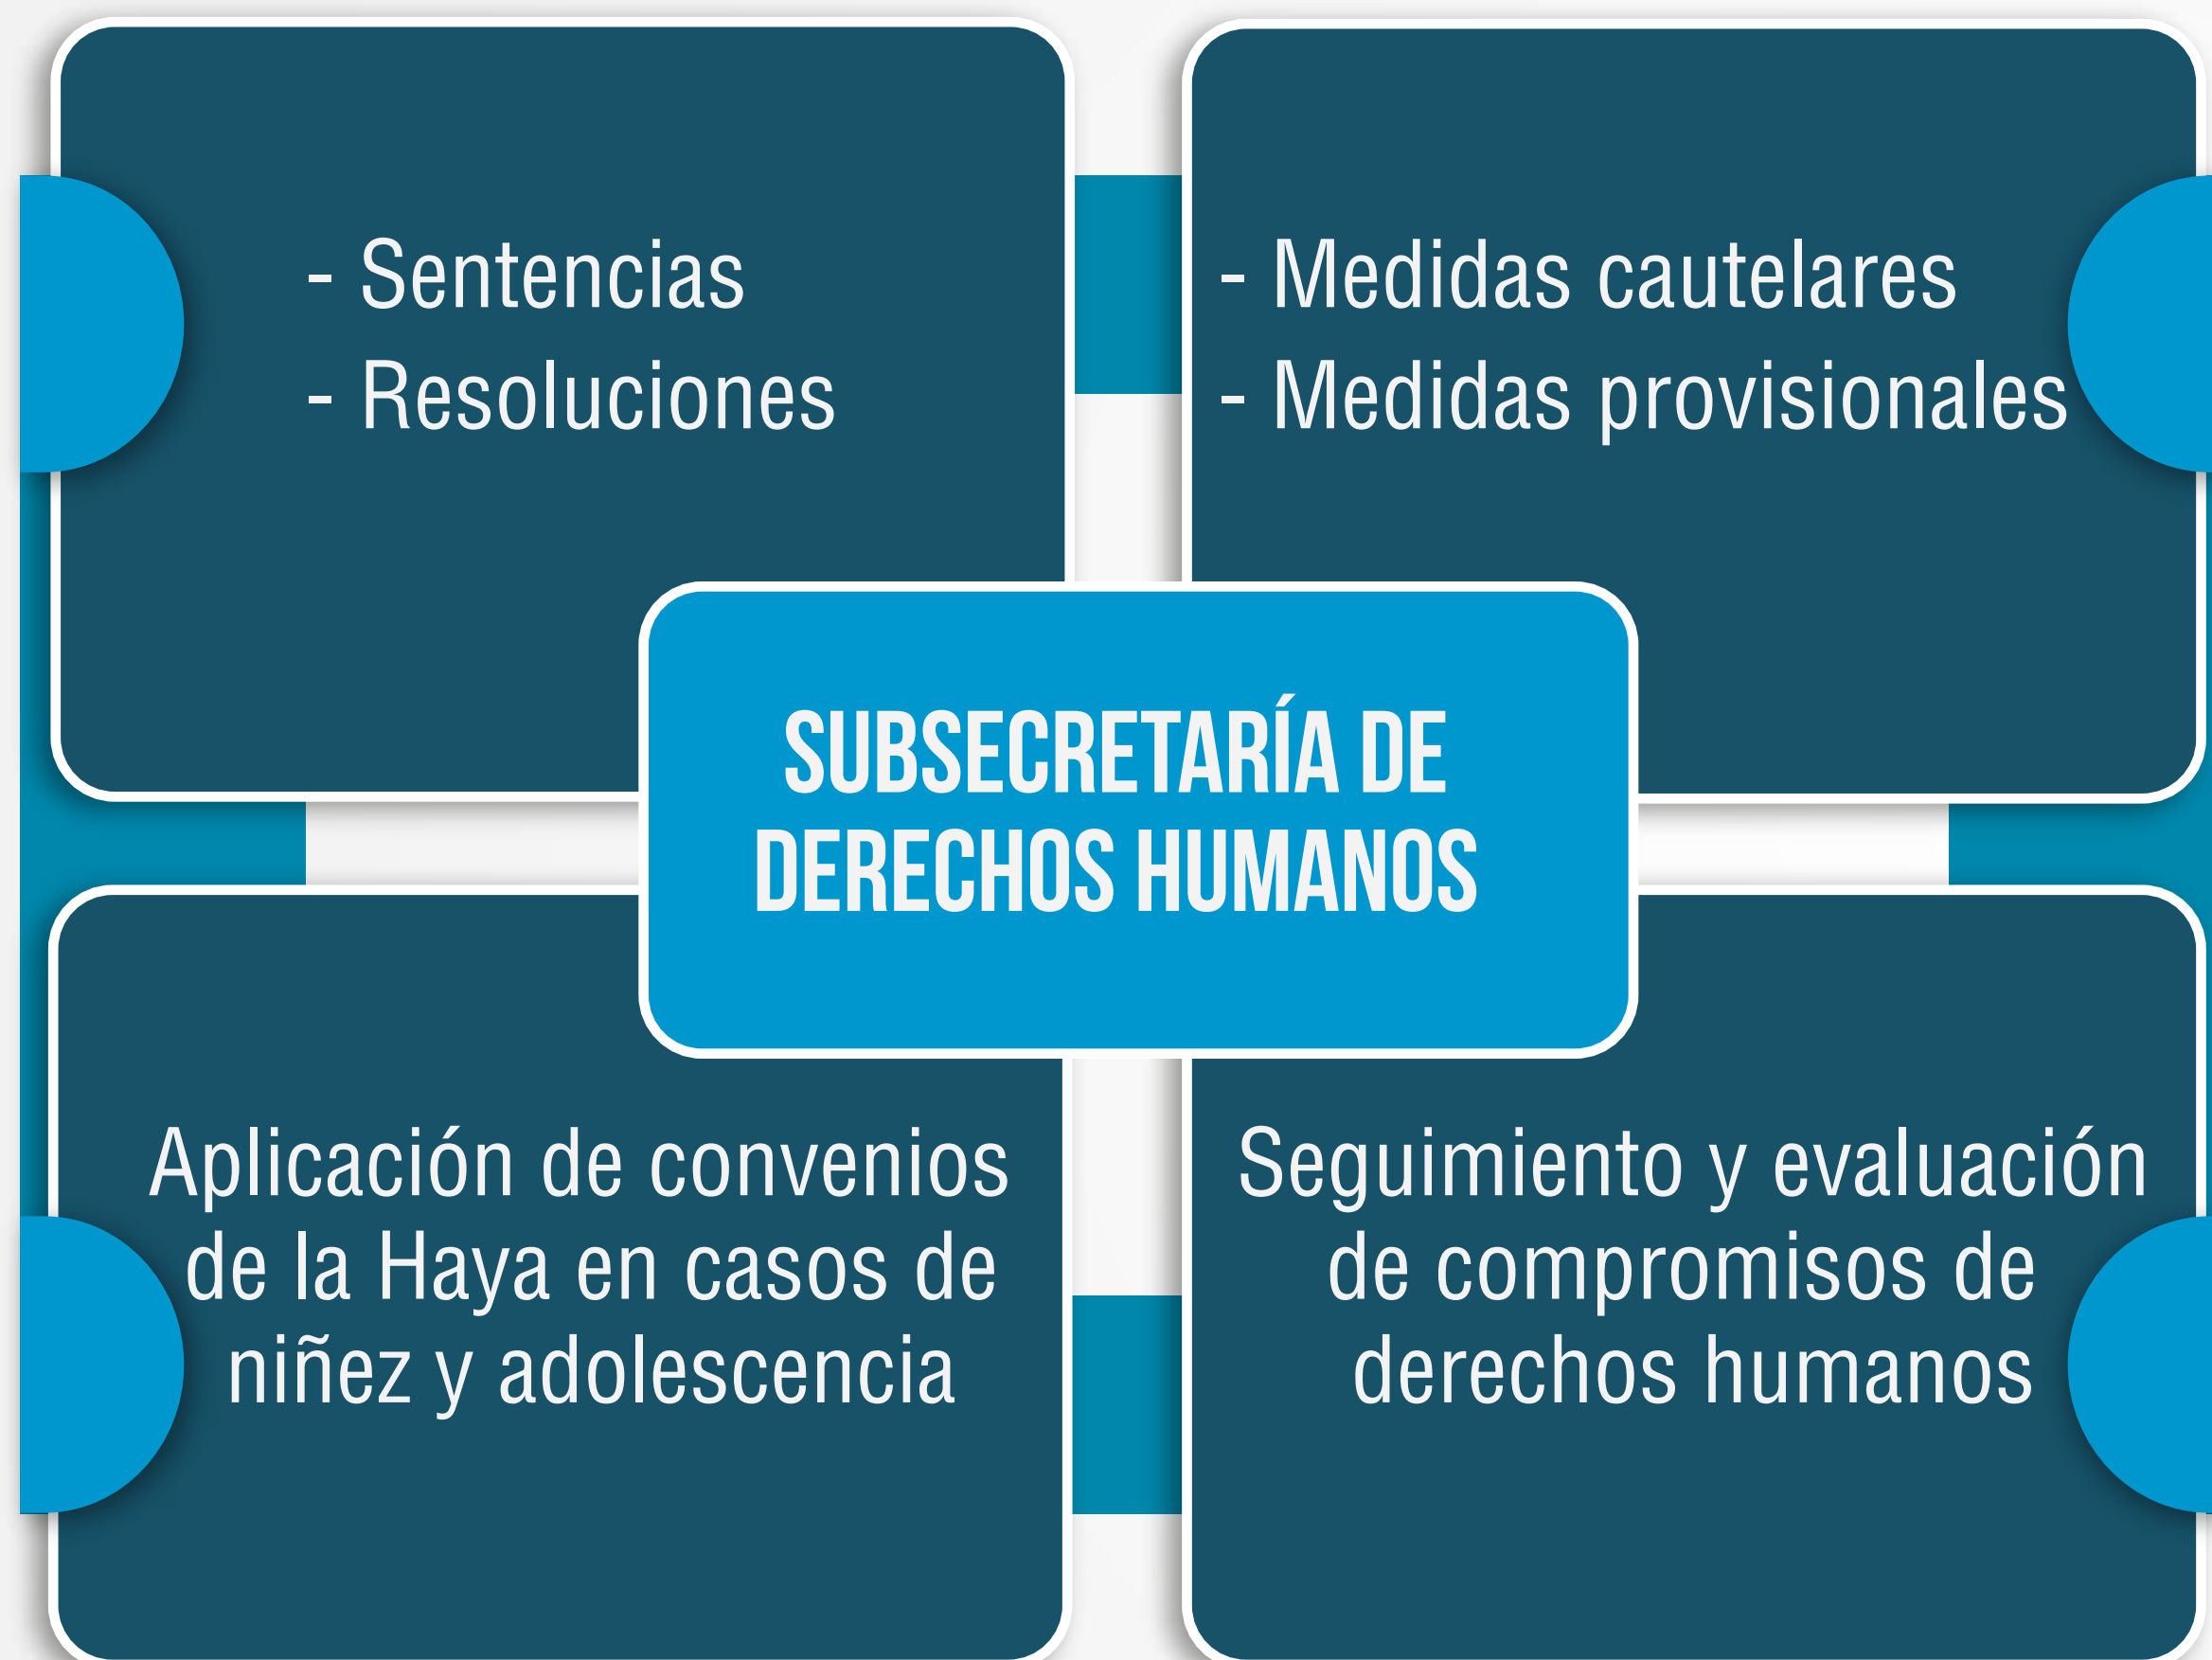 - Sentencias
- Resoluciones
- Medidas cautelares
- Medidas provisionales
SUBSECRETARÍA DE
DERECHOS HUMANOS
Aplicación de convenios
de la Haya en casos de
niñez y adolescencia
Seguimiento y evaluación
de compromisos de
derechos humanos